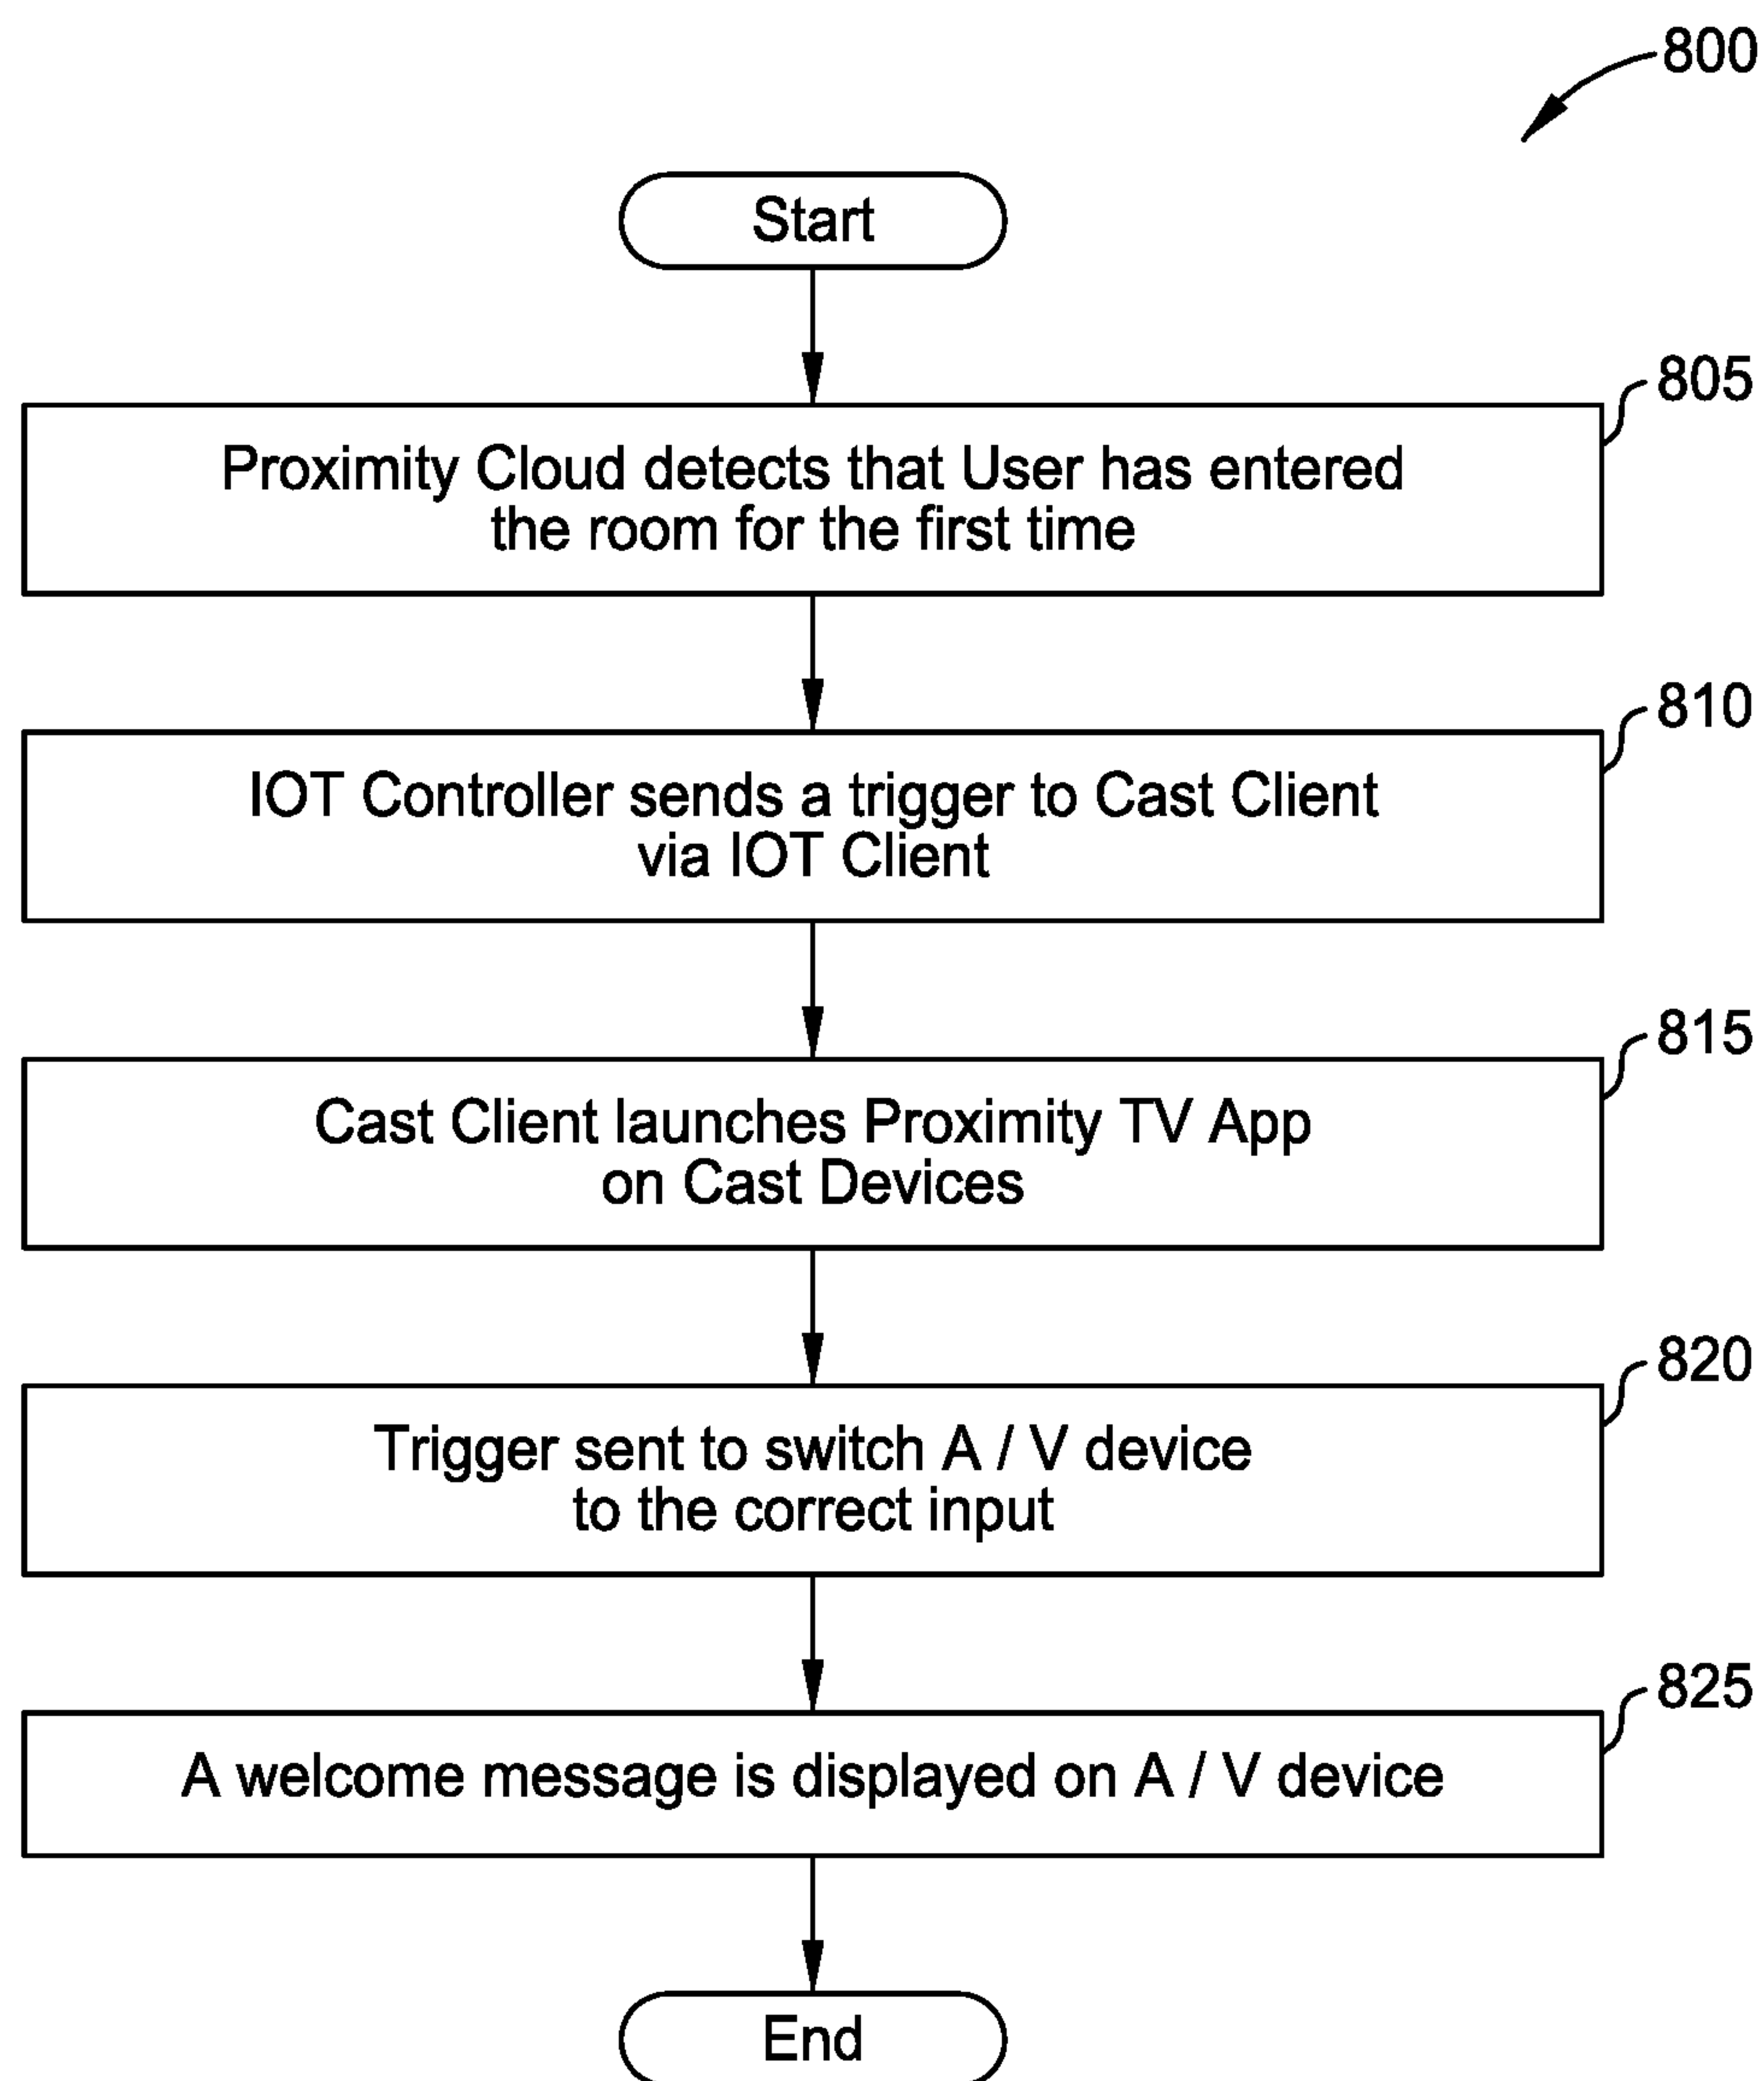 800
Start
805
Proximity Cloud detects that User has entered
the room for the first time
810
IOT Controller sends a trigger to Cast Client
via IOT Client
815
Cast Client launches Proximity TV App
on Cast Devices
820
Trigger sent to switch A / V device
to the correct input
825
A welcome message is displayed on A / V device
End